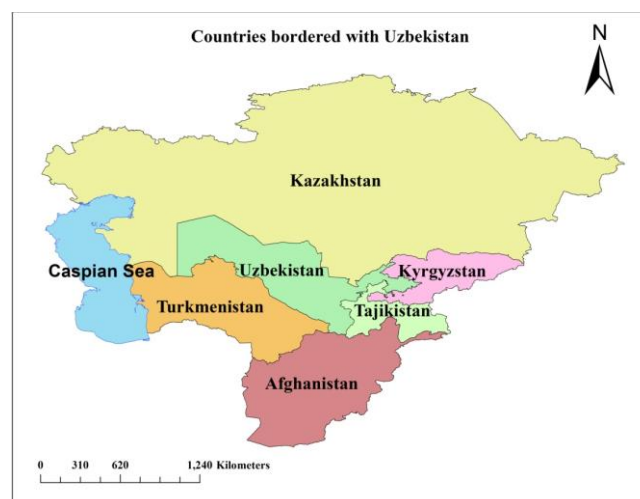 Countries bordered with Uzbekistan
N
Kazakhstan
Caspian Sea
Uzbekistan
Kyrgyzstan
Turkmenistan
Tajikistan
Afghanistan
0 310 620 1,240 Kilometers